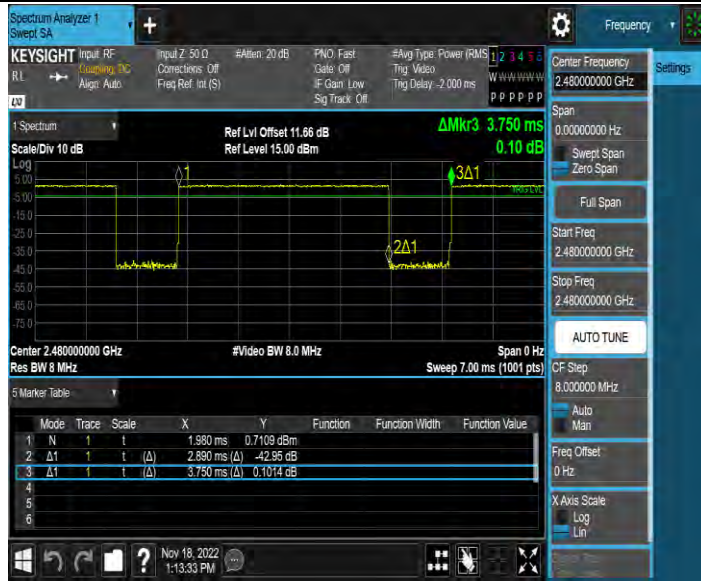 Spectrum Analyzer 1
Swept SA
+
Frequency
KEYSIGHT
Input: RF
Input Z: 50 Ω
#Atten: 20 dB
PNO: Fast
#Avg Type: Power (RMS
1 2 3 4 5 6
RL
Coupling: DC
Corrections: Off
Gate: Off
Trig: Video
W W W W W W
Align: Auto
Freq Ref: Int (S)
IF Gain: Low
Trig Delay: -2.000 ms
P P P P P P
Sig Track: Off
LXI
1 Spectrum
Scale/Div 10 dB
Ref Lvl Offset 11.66 dB
Ref Level 15.00 dBm
ΔMkr3 3.750 ms
0.10 dB
Log
5.00
-5.00
-15.0
-25.0
-35.0
-45.0
-55.0
-65.0
-75.0
1
3Δ1
TRIG LVL
2Δ1
Center 2.480000000 GHz
#Video BW 8.0 MHz
Span 0 Hz
Res BW 8 MHz
Sweep 7.00 ms (1001 pts)
5 Marker Table
Mode Trace Scale X Y Function Function Width Function Value
1 N 1 t 1.980 ms 0.7109 dBm
2 Δ1 1 t (Δ) 2.890 ms (Δ) -42.95 dB
3 Δ1 1 t (Δ) 3.750 ms (Δ) 0.1014 dB
4
5
6
Nov 18, 2022
1:13:33 PM
?
Center Frequency
2.480000000 GHz
Settings
Span
0.00000000 Hz
Swept Span
Zero Span
Full Span
Start Freq
2.480000000 GHz
Stop Freq
2.480000000 GHz
AUTO TUNE
CF Step
8.000000 MHz
Auto
Man
Freq Offset
0 Hz
X Axis Scale
Log
Lin